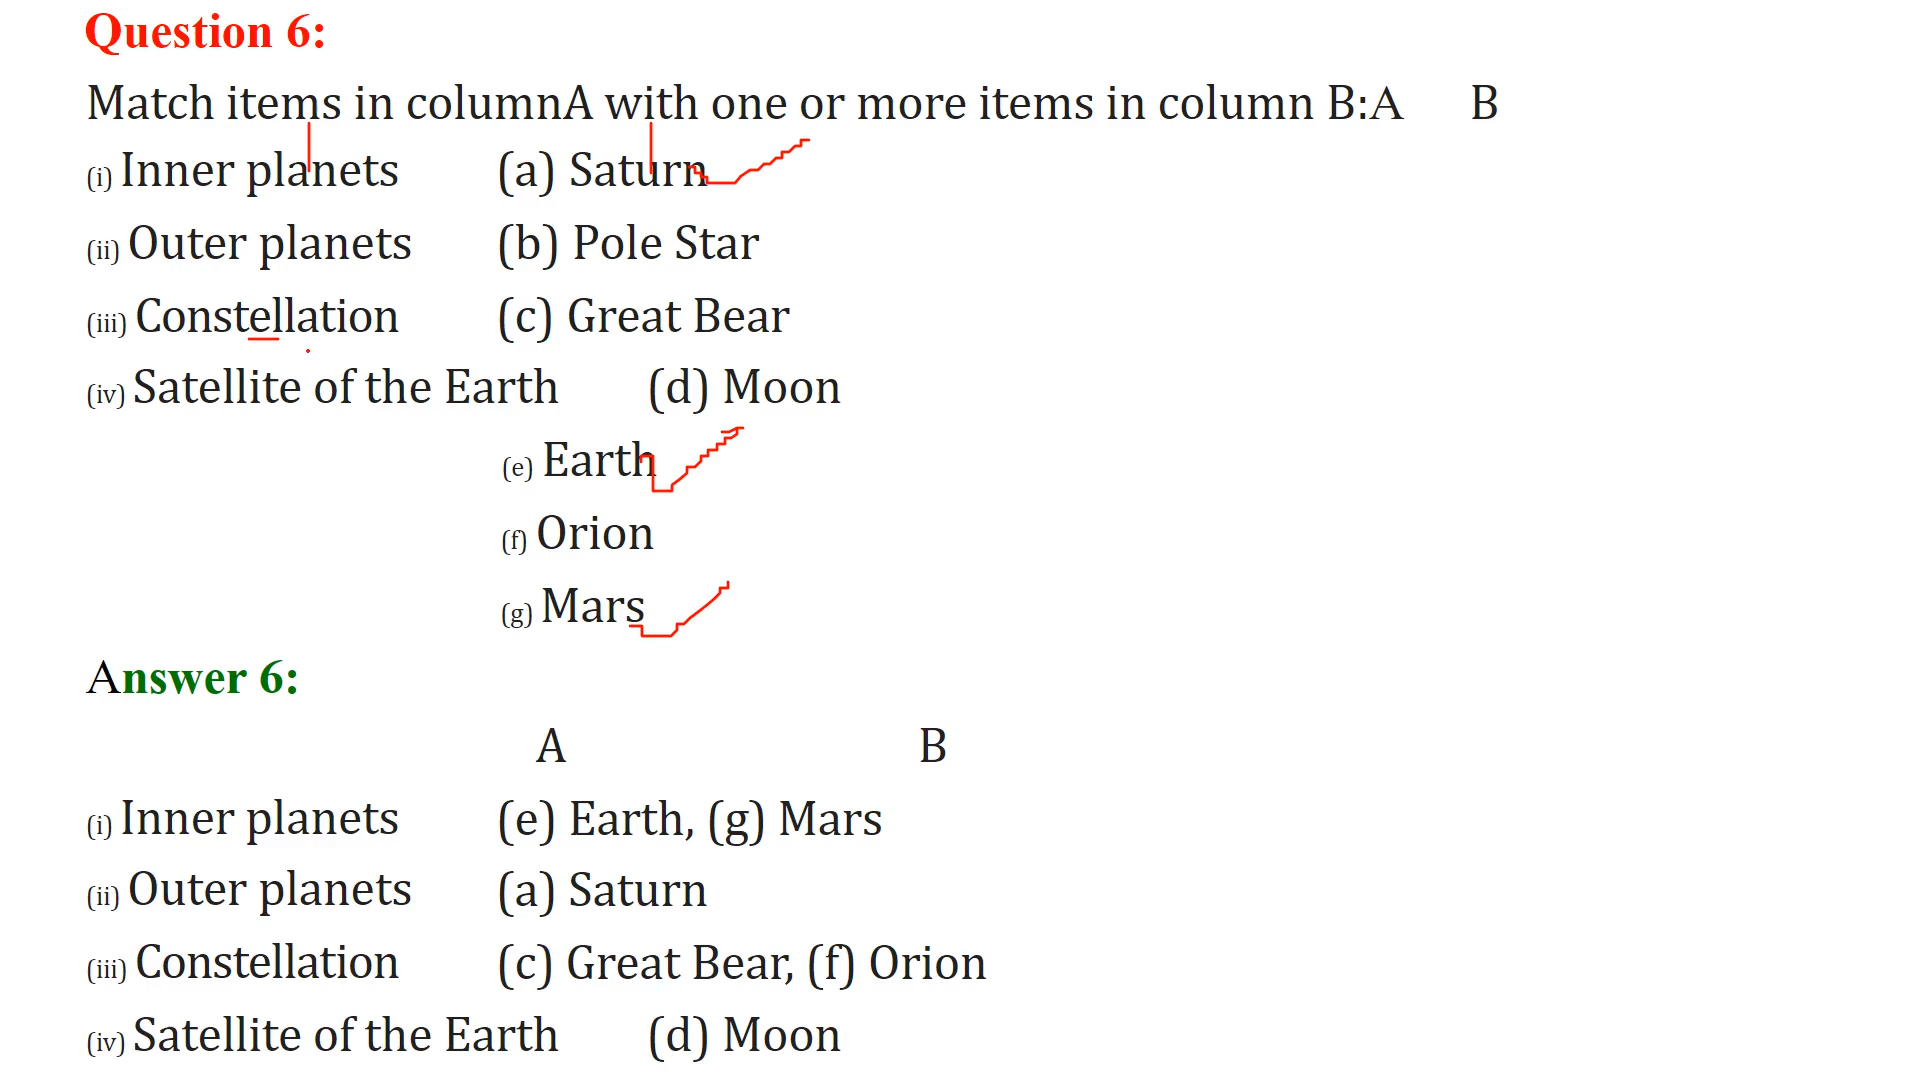 Question 6:
Match items in columnA with one or more items in column B:A B
(i) Inner planets (a) Saturn
(ii) Outer planets (b) Pole Star
(iii) Constellation (c) Great Bear
(iv) Satellite of the Earth (d) Moon
(e) Earth
(f) Orion
(g) Mars
Answer 6:
A B
(i) Inner planets (e) Earth, (g) Mars
(ii) Outer planets (a) Saturn
(iii) Constellation (c) Great Bear, (f) Orion
(iv) Satellite of the Earth (d) Moon